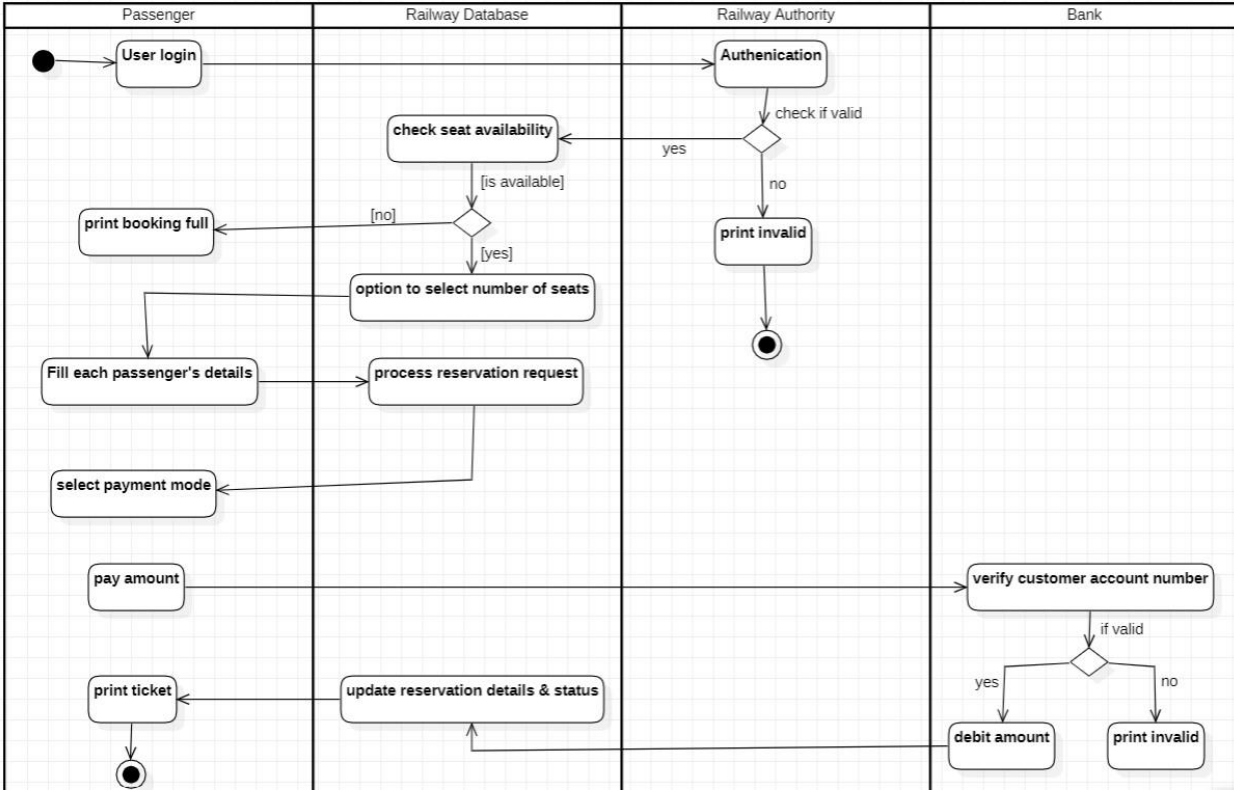 Passenger
Railway Database
Railway Authority
Bank
User login
Authenication
check if valid
check seat availability
yes
[is available]
no
[no]
print booking full
print invalid
[yes]
option to select number of seats
Fill each passenger's details
process reservation request
select payment mode
pay amount
verify customer account number
if valid
yes
no
print ticket
update reservation details & status
debit amount
print invalid